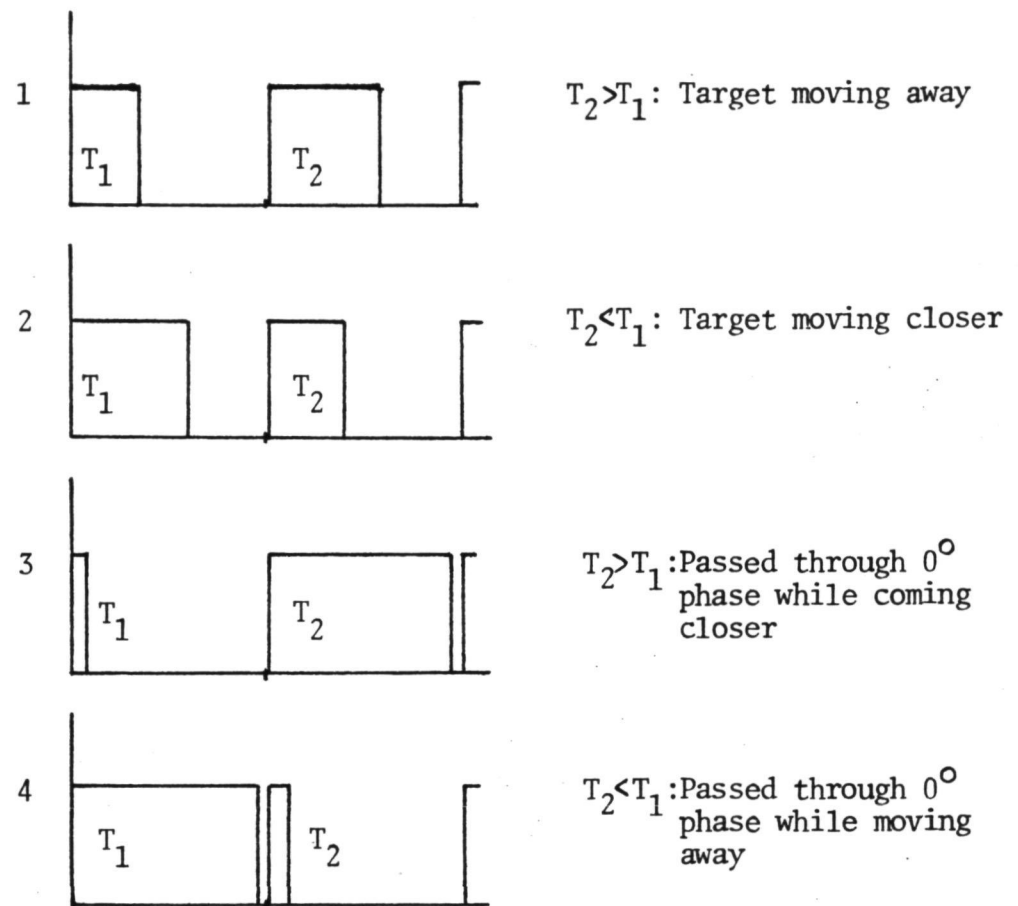 1
T₁
T₂
T₂>T₁: Target moving away
2
T₁
T₂
T₂<T₁: Target moving closer
3
T₁
T₂
T₂>T₁:Passed through 0°
phase while coming
closer
4
T₁
T₂
T₂<T₁:Passed through 0°
phase while moving
away